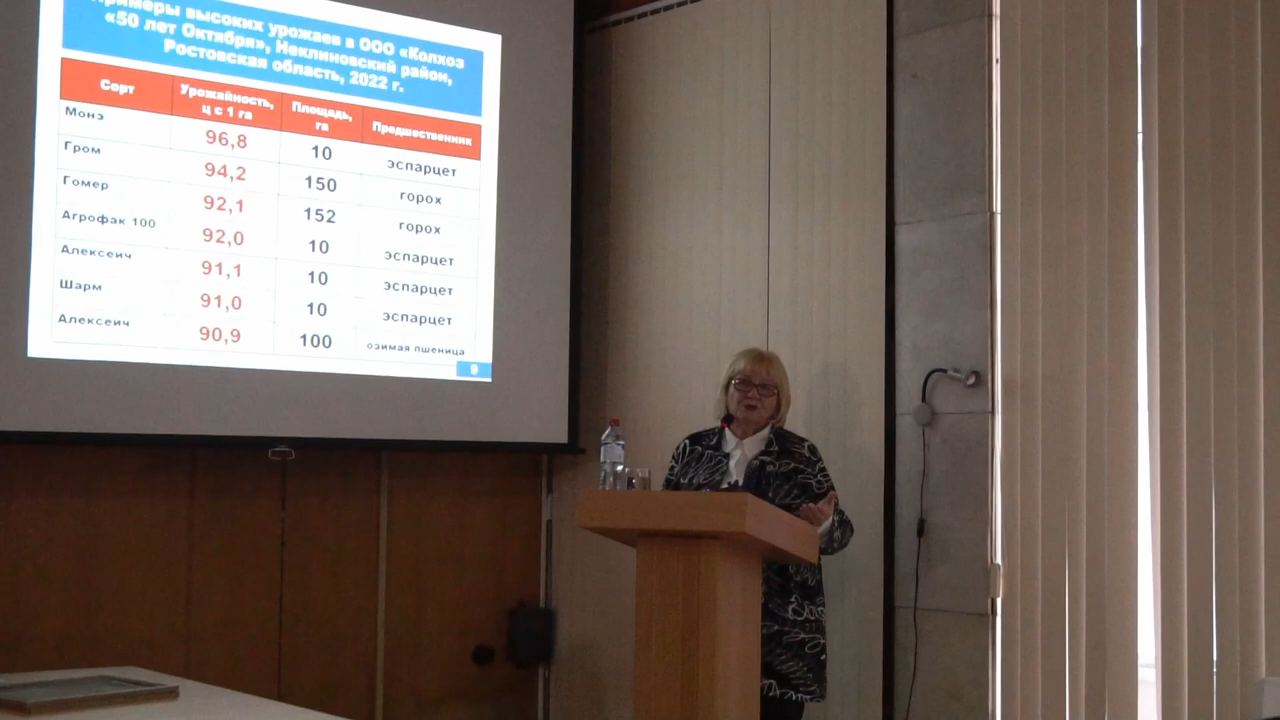 Примеры высоких урожаев в ООО «Колхоз
«50 лет Октября», Неклиновский район,
Ростовская область, 2022 г.
Сорт Урожайность, ц с 1 га Площадь, га Предшественник
Монэ 96,8 10 эспарцет
Гром 94,2 150 горох
Гомер 92,1 152 горох
Агрофак 100 92,0 10 эспарцет
Алексеич 91,1 10 эспарцет
Шарм 91,0 10 эспарцет
Алексеич 90,9 100 озимая пшеница
9